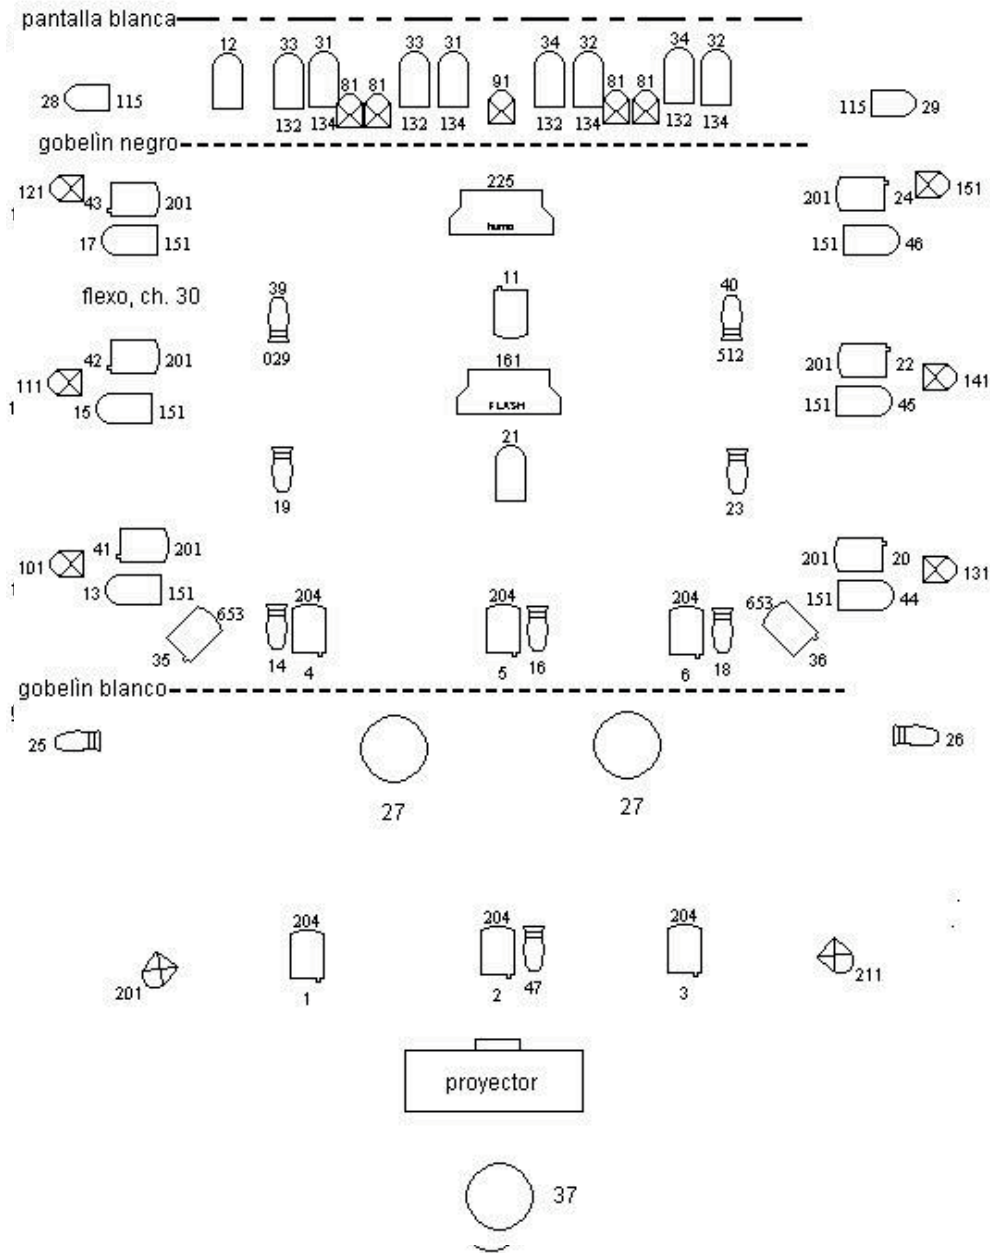 pantalla blanca
12 33 31 33 31 34 32 34 32
81 81 91 81 81
28 115 115 29
132 134 132 134 132 134 132 134
gobelìn negro
121 43 201 225 201 24 151
humo
17 151 151 46
flexo, ch. 30 39 11 40
029 512
42 201 161 201 22
111 141
FLASH
15 151 151 45
21
19 23
41 201 201 20
101 131
13 151 151 44
653 204 204 204 653
35 14 4 5 16 6 18 36
gobelìn blanco
25 26
27 27
204 204 204
201 1 2 47 3 211
proyector
37